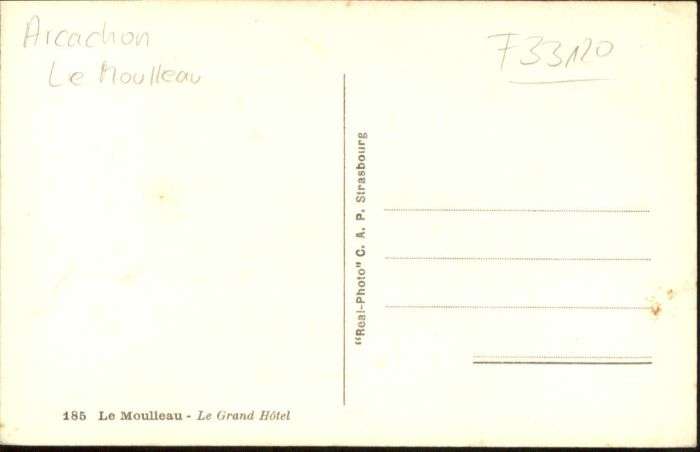 Arcachon
Le Moulleau
F33120
"Real-Photo" C. A. P. Strasbourg
185 Le Moulleau - Le Grand Hôtel